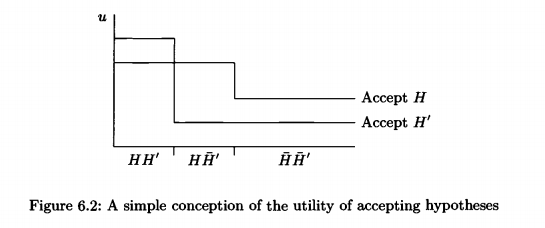 u
Accept H
Accept H′
HH′ HH̄′ H̄H̄′
Figure 6.2: A simple conception of the utility of accepting hypotheses